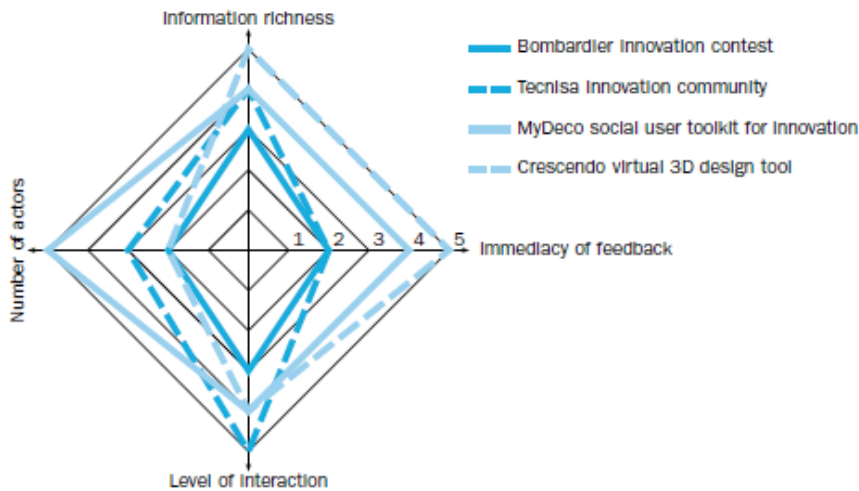 Information richness
Bombardier innovation contest
Tecnisa innovation community
MyDeco social user toolkit for innovation
Crescendo virtual 3D design tool
Number of actors
1 2 3 4 5
Immediacy of feedback
Level of interaction